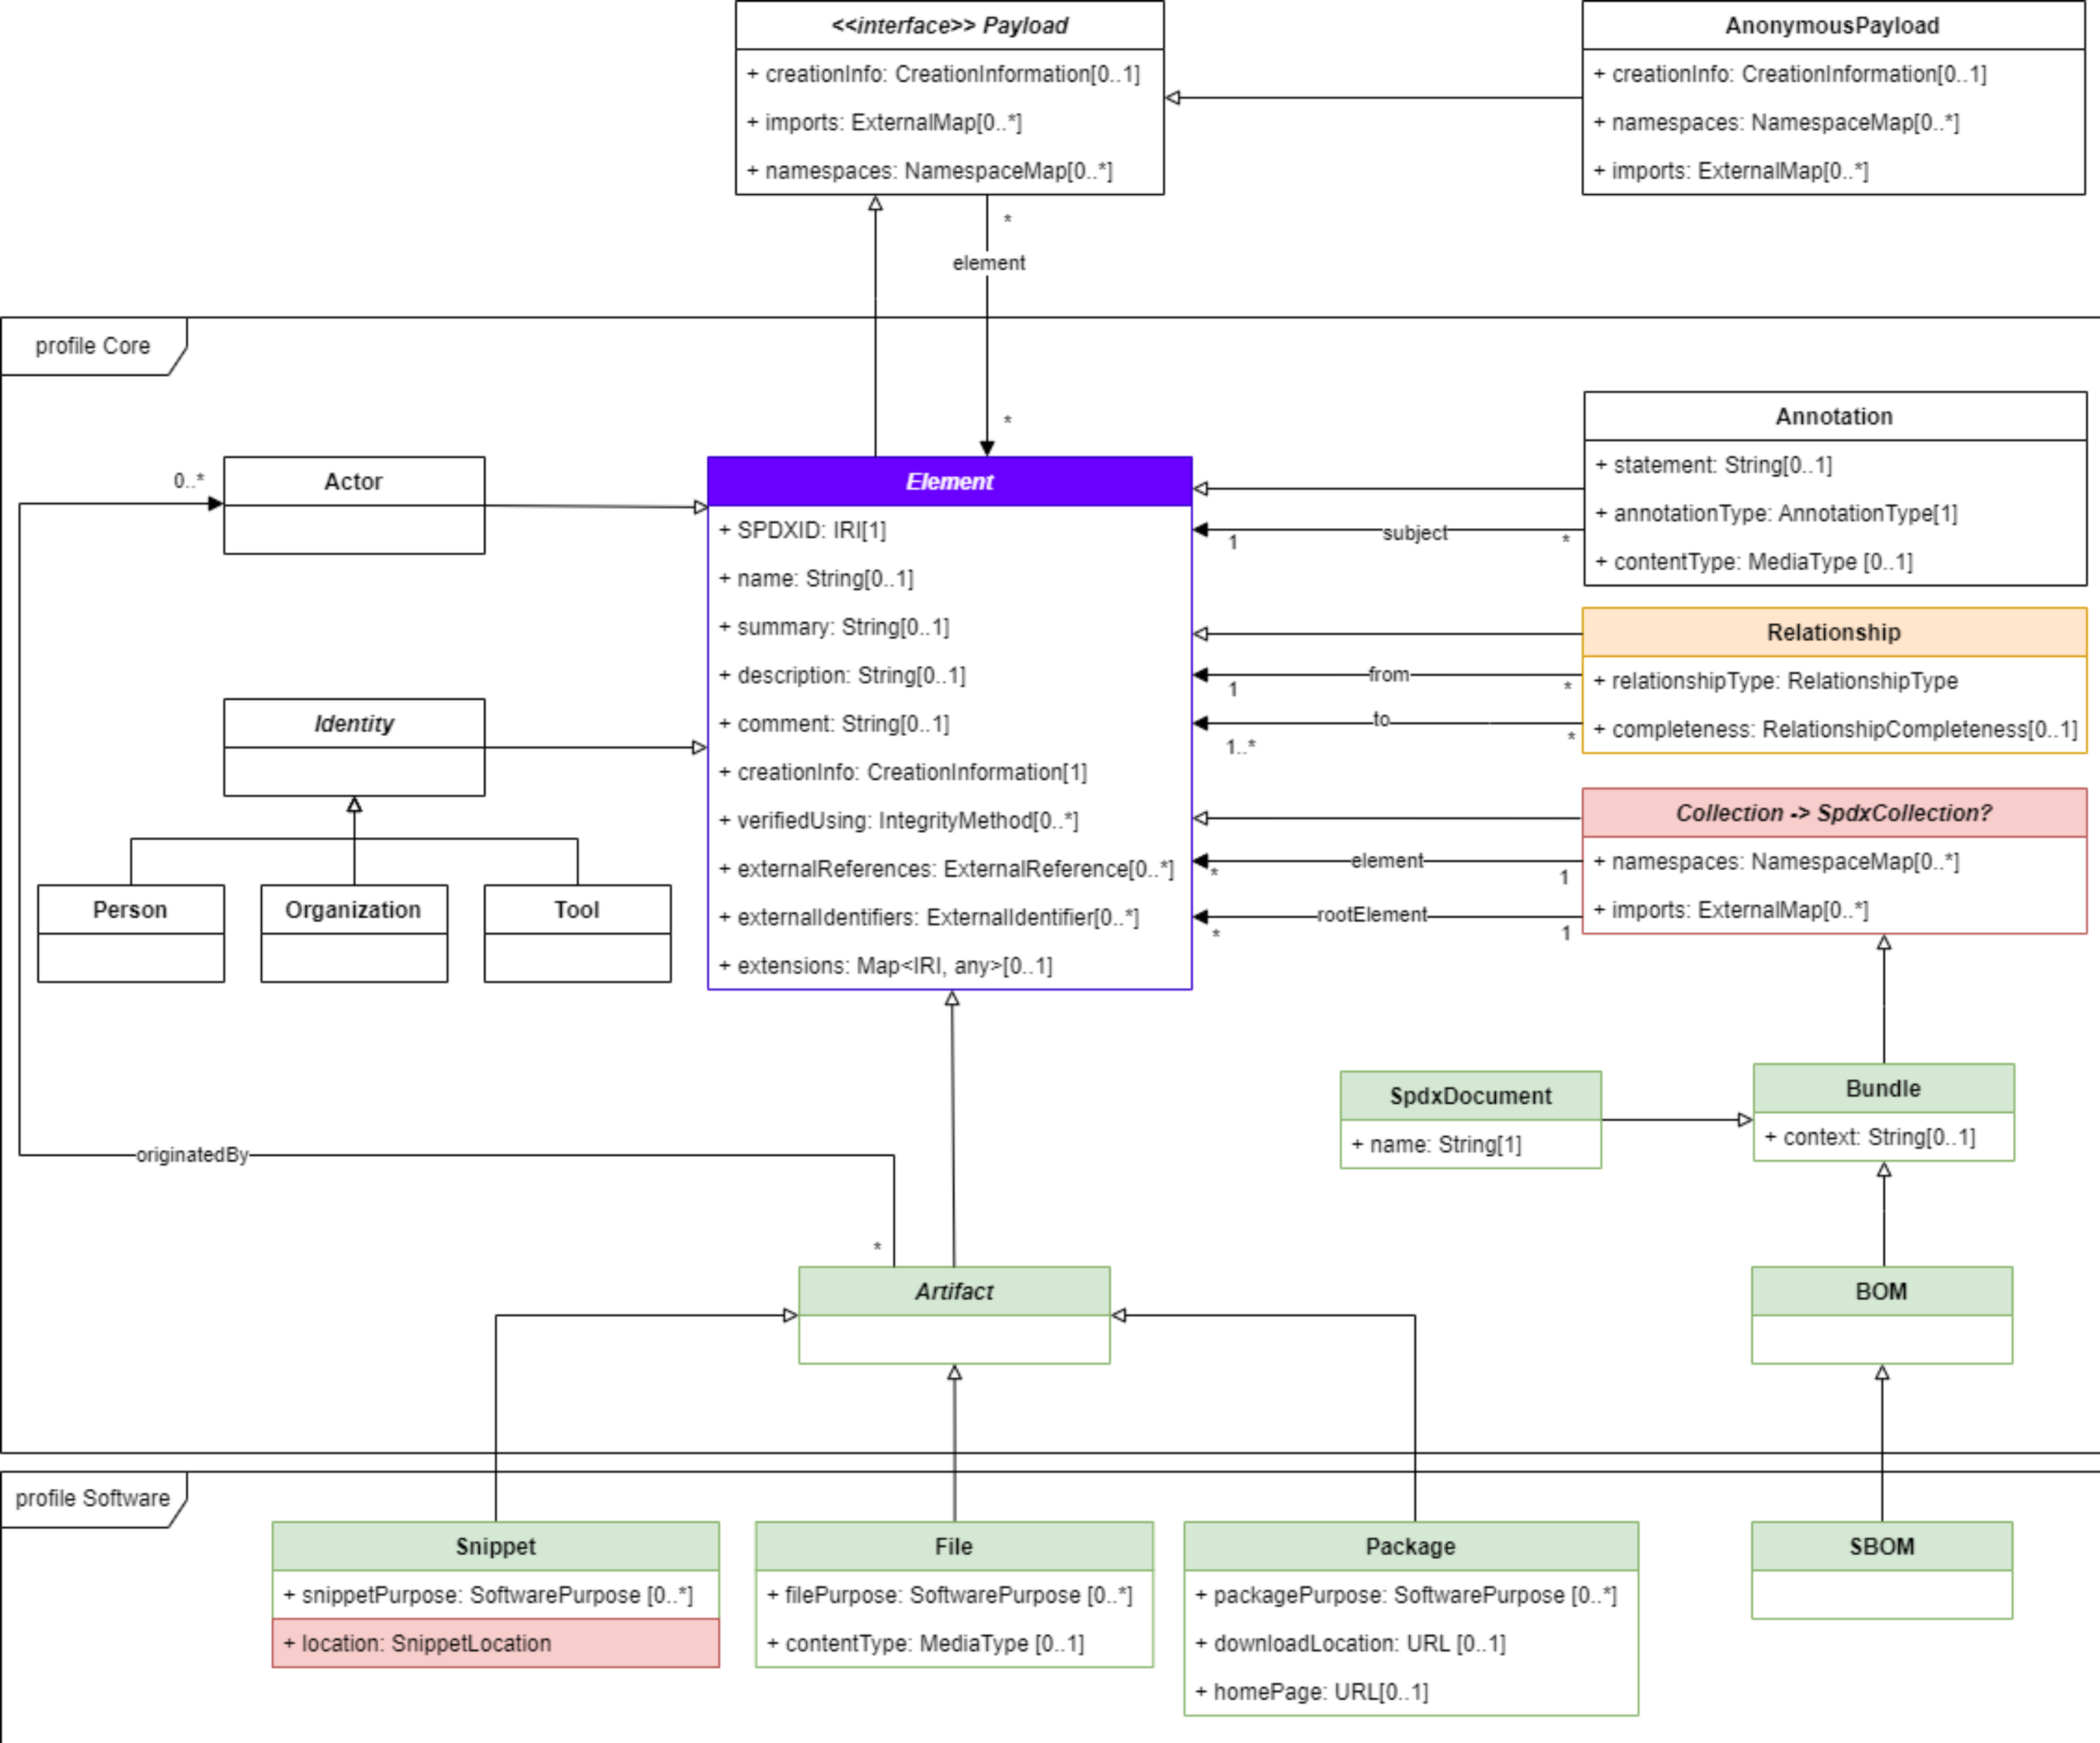 <<interface>> Payload
+ creationInfo: CreationInformation[0..1]
+ imports: ExternalMap[0..*]
+ namespaces: NamespaceMap[0..*]
AnonymousPayload
+ creationInfo: CreationInformation[0..1]
+ namespaces: NamespaceMap[0..*]
+ imports: ExternalMap[0..*]
*
element
*
profile Core
0..*
Actor
Element
+ SPDXID: IRI[1]
+ name: String[0..1]
+ summary: String[0..1]
+ description: String[0..1]
+ comment: String[0..1]
+ creationInfo: CreationInformation[1]
+ verifiedUsing: IntegrityMethod[0..*]
+ externalReferences: ExternalReference[0..*]
+ externalIdentifiers: ExternalIdentifier[0..*]
+ extensions: Map<IRI, any>[0..1]
Annotation
+ statement: String[0..1]
+ annotationType: AnnotationType[1]
+ contentType: MediaType [0..1]
1
subject
*
Relationship
+ relationshipType: RelationshipType
+ completeness: RelationshipCompleteness[0..1]
1
from
*
1..*
to
*
Collection -> SpdxCollection?
+ namespaces: NamespaceMap[0..*]
+ imports: ExternalMap[0..*]
*
element
1
*
rootElement
1
Identity
Person
Organization
Tool
SpdxDocument
+ name: String[1]
Bundle
+ context: String[0..1]
originatedBy
*
Artifact
BOM
profile Software
Snippet
+ snippetPurpose: SoftwarePurpose [0..*]
+ location: SnippetLocation
File
+ filePurpose: SoftwarePurpose [0..*]
+ contentType: MediaType [0..1]
Package
+ packagePurpose: SoftwarePurpose [0..*]
+ downloadLocation: URL [0..1]
+ homePage: URL[0..1]
SBOM